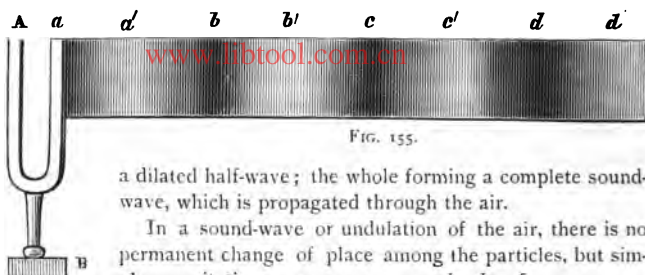 A a a' b b' c c' d d'
www.libtool.com.cn
FIG. 155.
a dilated half-wave; the whole forming a complete sound-
wave, which is propagated through the air.
In a sound-wave or undulation of the air, there is no
B permanent change of place among the particles, but sim-